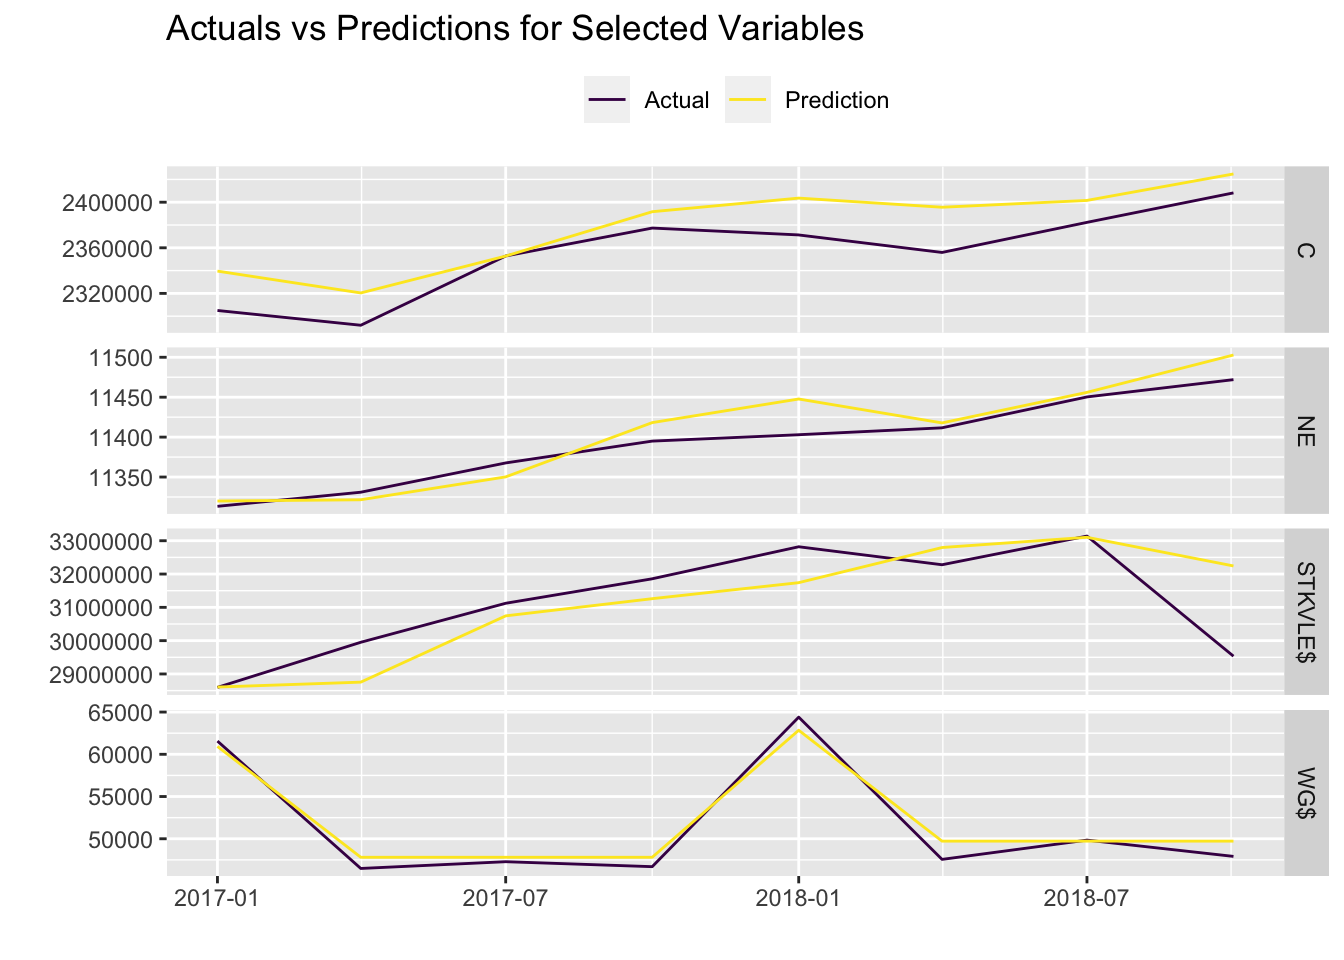 Actuals vs Predictions for Selected Variables
Actual Prediction
2400000
2360000
2320000
C
11500
11450
11400
11350
NE
33000000
32000000
31000000
30000000
29000000
STKVLE$
65000
60000
55000
50000
WG$
2017-01 2017-07 2018-01 2018-07